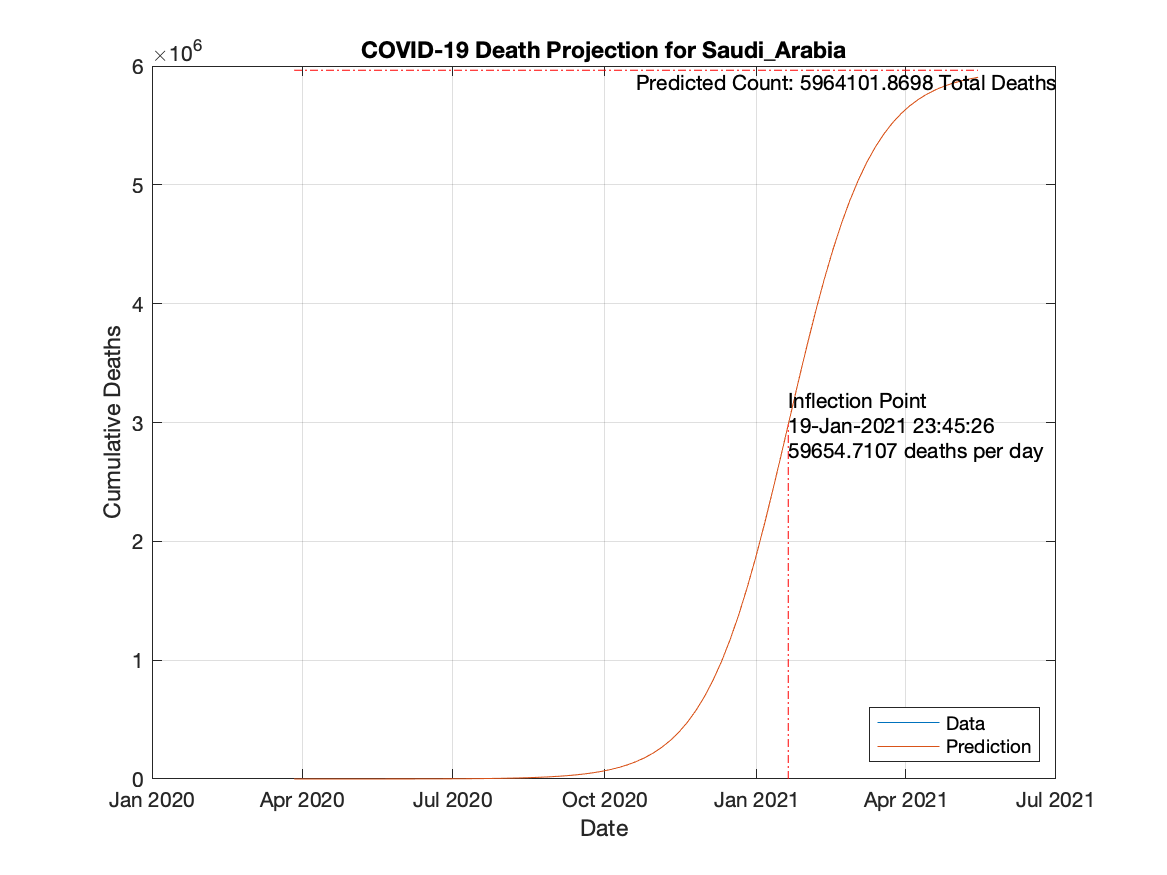 COVID-19 Death Projection for Saudi_Arabia
×10⁶
6
Predicted Count: 5964101.8698 Total Deaths
5
4
3
2
1
0
Cumulative Deaths
Inflection Point
19-Jan-2021 23:45:26
59654.7107 deaths per day
Data
Prediction
Jan 2020 Apr 2020 Jul 2020 Oct 2020 Jan 2021 Apr 2021 Jul 2021
Date